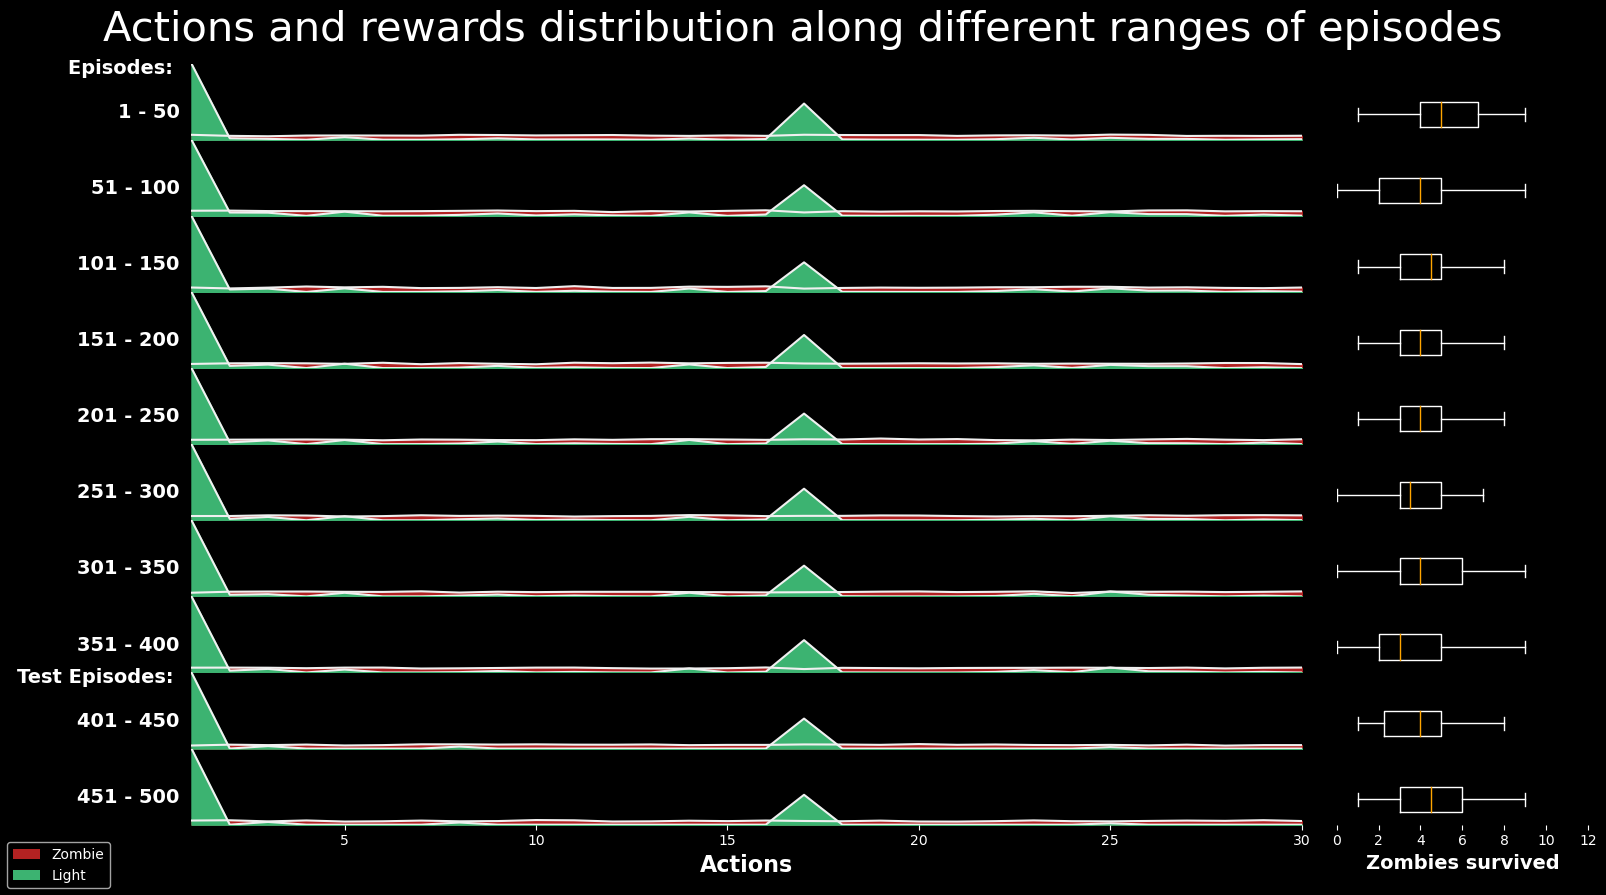 Actions and rewards distribution along different ranges of episodes
Episodes:
1 - 50
51 - 100
101 - 150
151 - 200
201 - 250
251 - 300
301 - 350
351 - 400
Test Episodes:
401 - 450
451 - 500
5 10 15 20 25 30 0 2 4 6 8 10 12
Actions
Zombies survived
Zombie
Light